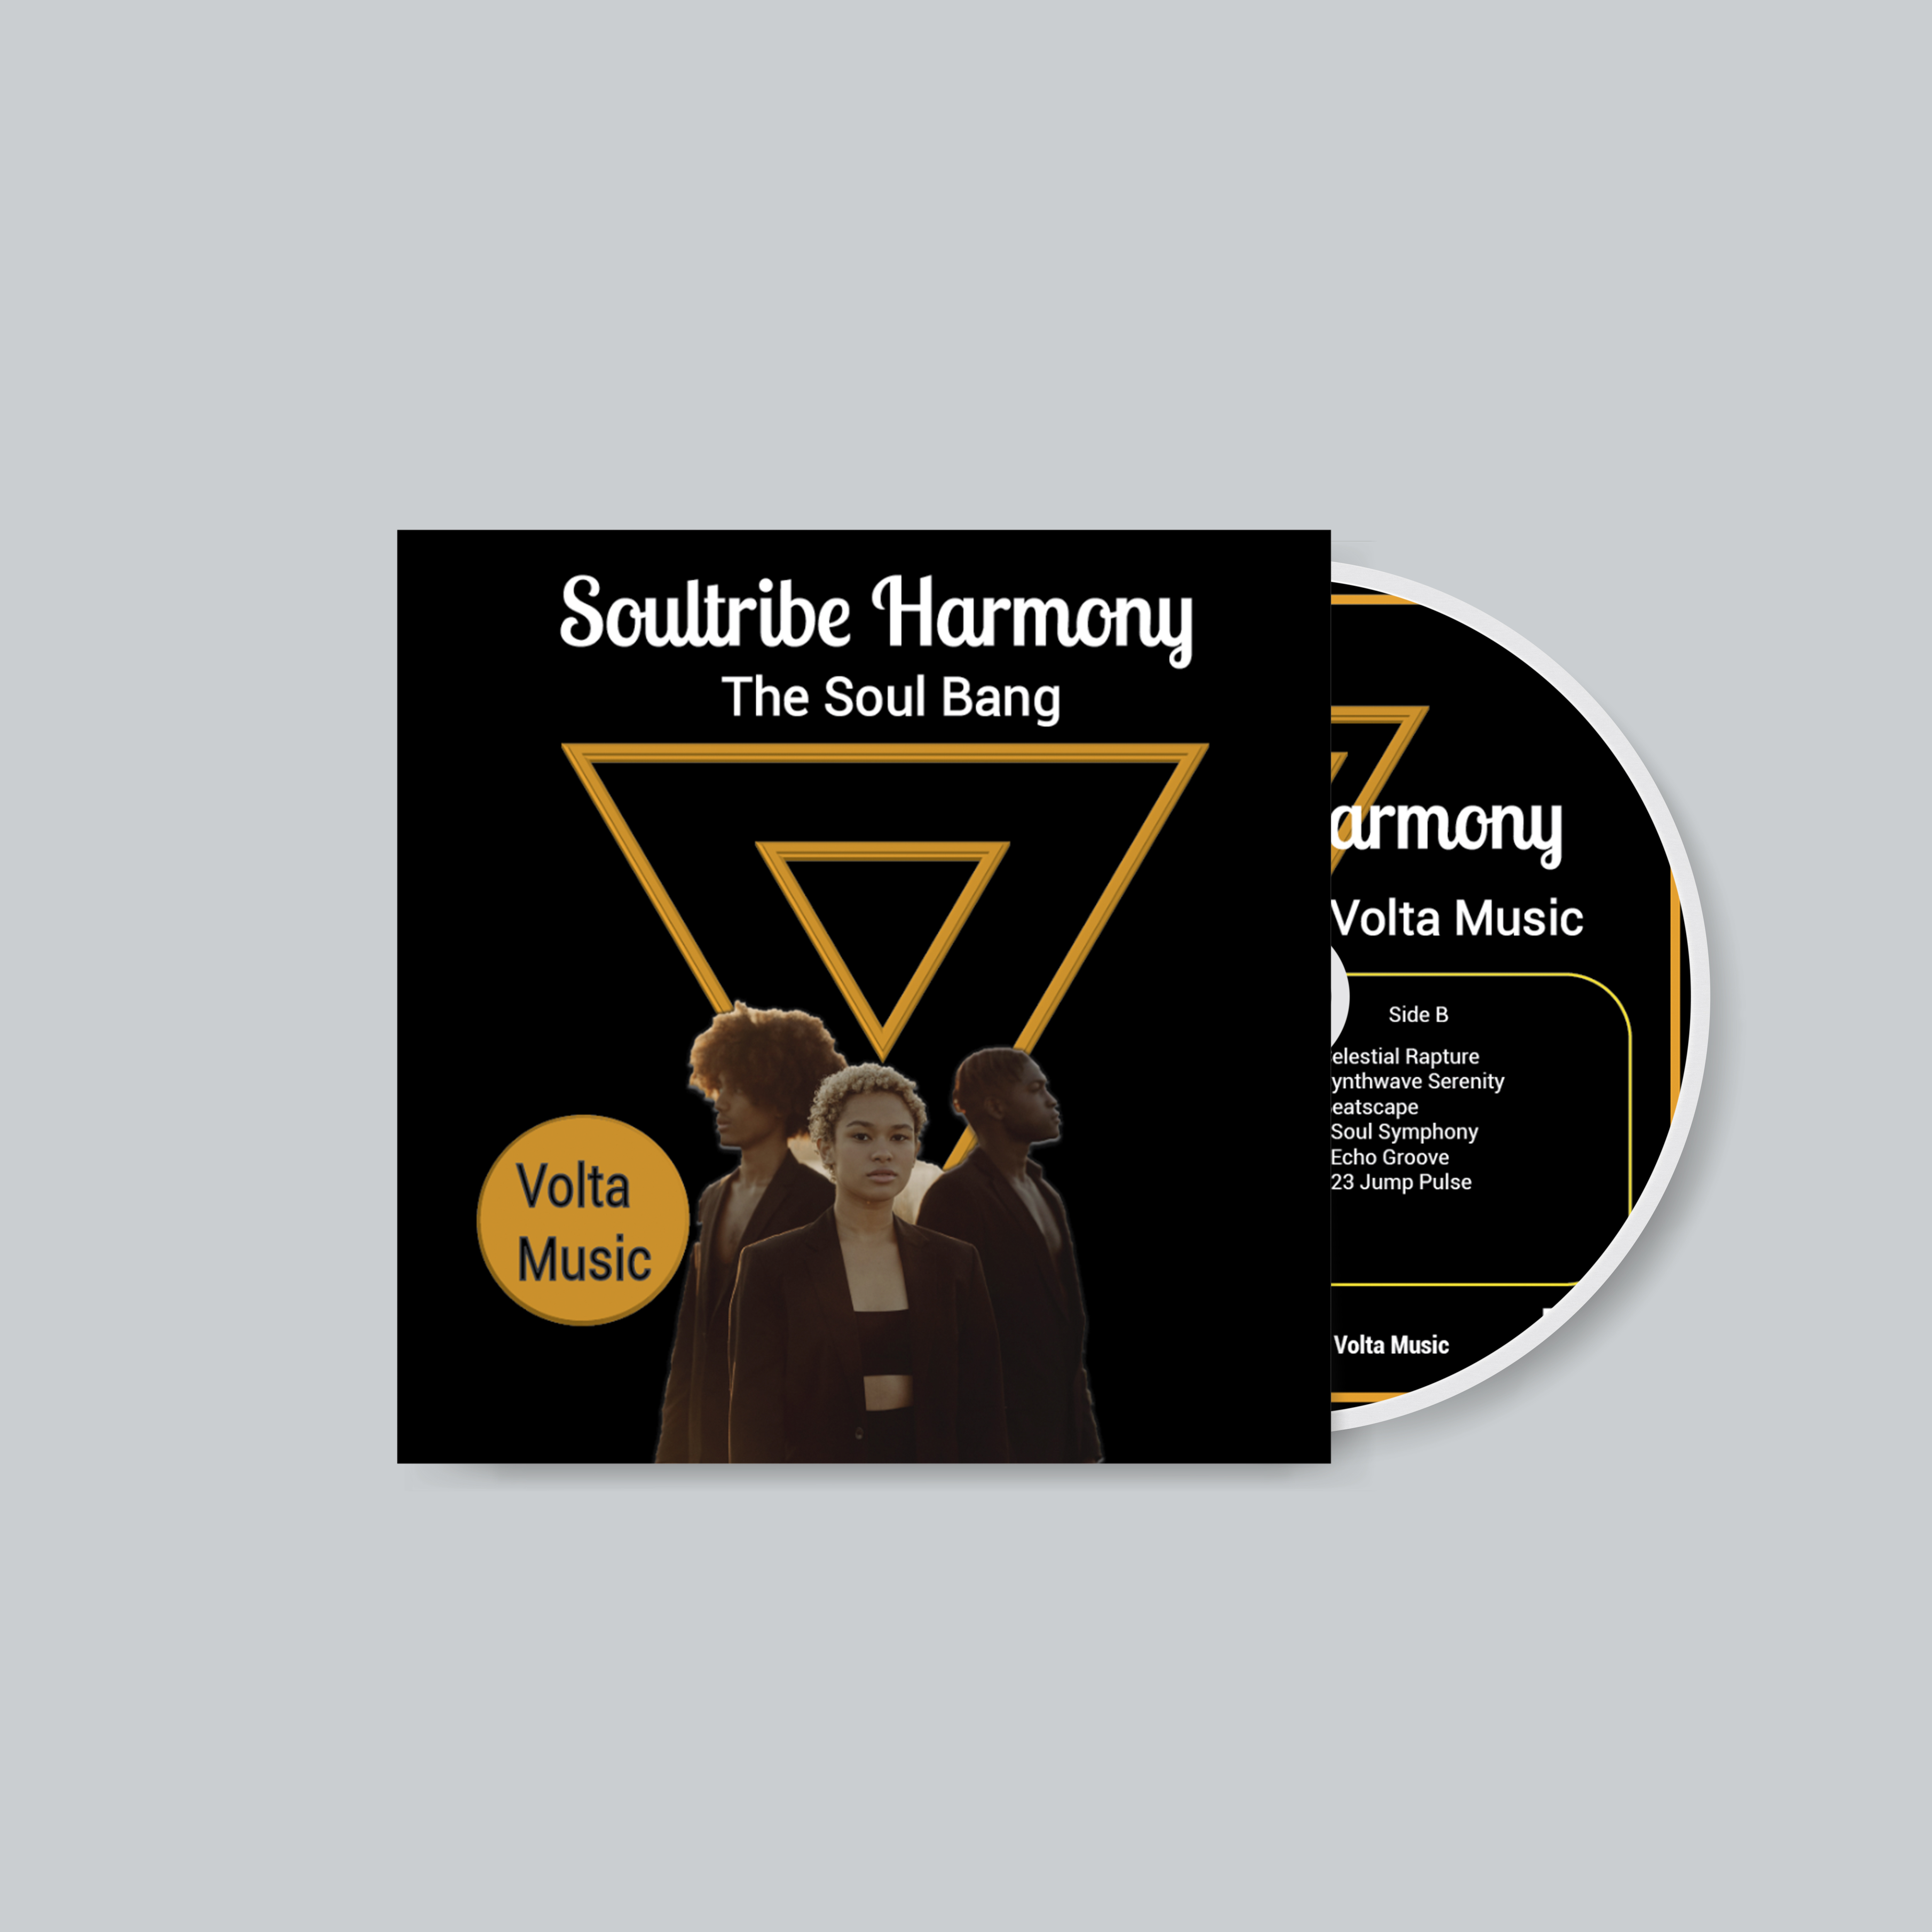 Soultribe Harmony
The Soul Bang
Volta
Music
armony
Volta Music
Side B
elestial Rapture
ynthwave Serenity
eatscape
Soul Symphony
Echo Groove
23 Jump Pulse
Volta Music